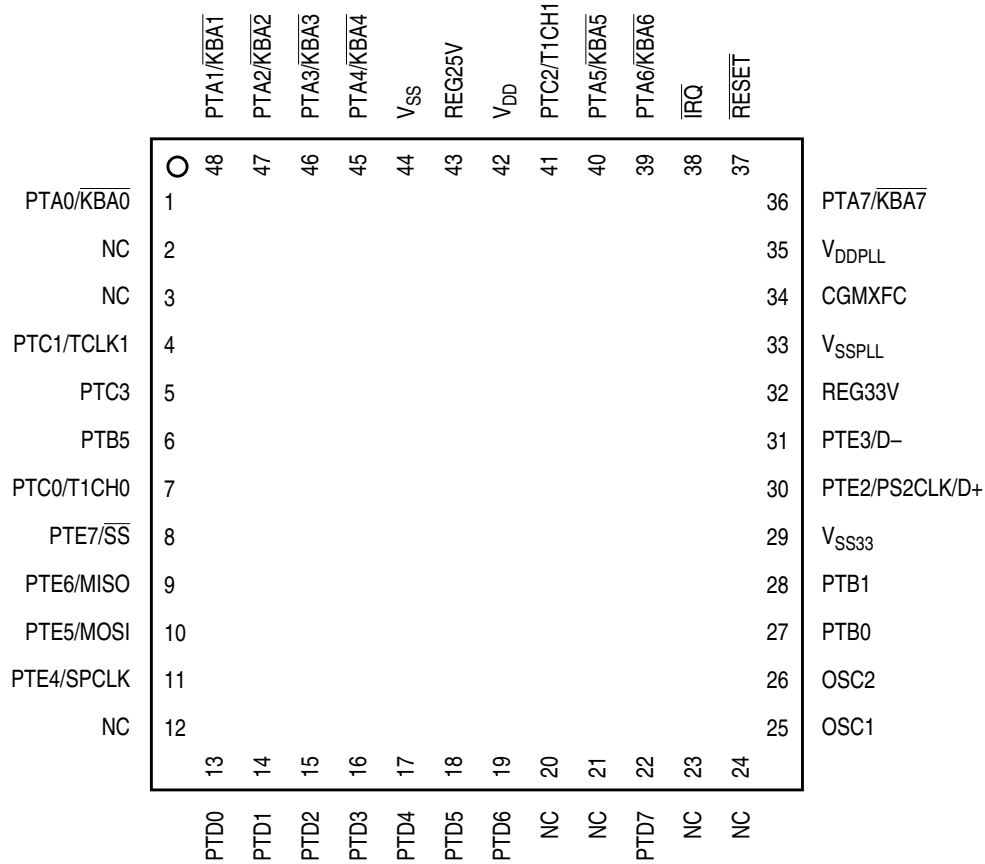 PTA1/KBA1
PTA2/KBA2
PTA3/KBA3
PTA4/KBA4
VSS
REG25V
VDD
PTC2/T1CH1
PTA5/KBA5
PTA6/KBA6
IRQ
RESET
48 47 46 45 44 43 42 41 40 39 38 37
PTA0/KBA0 1 36 PTA7/KBA7
NC 2 35 VDDPLL
NC 3 34 CGMXFC
PTC1/TCLK1 4 33 VSSPLL
PTC3 5 32 REG33V
PTB5 6 31 PTE3/D–
PTC0/T1CH0 7 30 PTE2/PS2CLK/D+
PTE7/SS 8 29 VSS33
PTE6/MISO 9 28 PTB1
PTE5/MOSI 10 27 PTB0
PTE4/SPCLK 11 26 OSC2
NC 12 25 OSC1
13 14 15 16 17 18 19 20 21 22 23 24
PTD0
PTD1
PTD2
PTD3
PTD4
PTD5
PTD6
NC
NC
PTD7
NC
NC